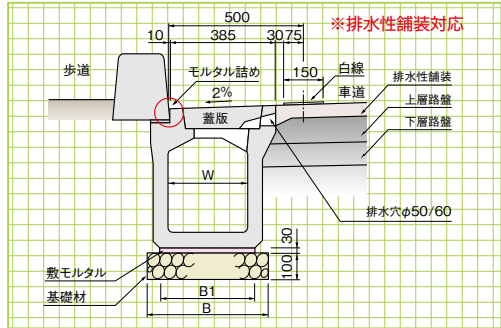 500
※排水性舗装対応
10 385 30 75
歩道
モルタル詰め
150
白線
車道
2%
排水性舗装
上層路盤
蓋版
下層路盤
W
排水穴φ50/60
30
100
敷モルタル
基礎材
B1
B